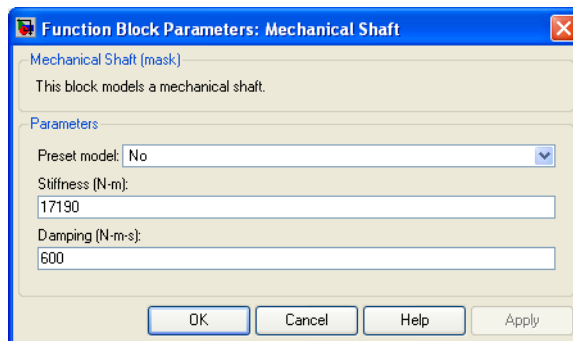 Function Block Parameters: Mechanical Shaft
Mechanical Shaft (mask)
This block models a mechanical shaft.
Parameters
Preset model: No
Stiffness (N-m):
17190
Damping (N-m-s):
600
OK Cancel Help Apply